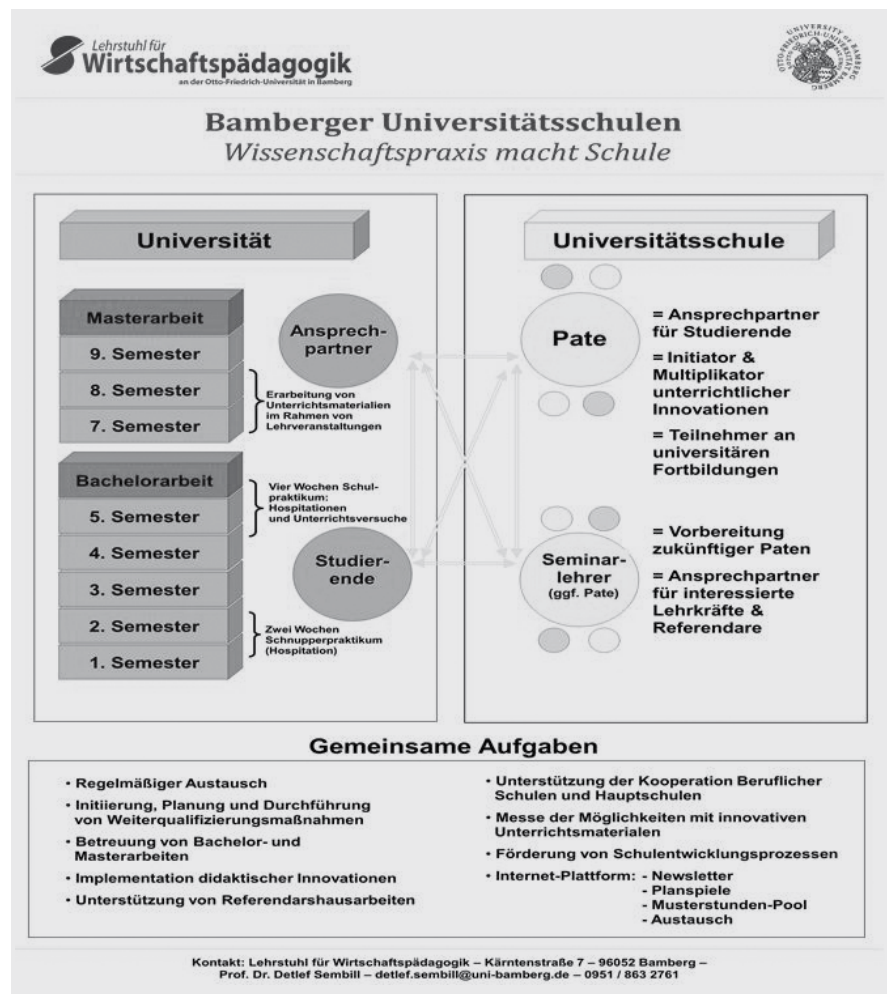 Lehrstuhl für
Wirtschaftspädagogik
an der Otto-Friedrich-Universität in Bamberg
UNIVERSITY of BAMBERG
OTTO-FRIEDRICH-UNIVERSITÄT BAMBERG
Bamberger Universitätsschulen
Wissenschaftspraxis macht Schule
Universität
Masterarbeit
9. Semester
8. Semester
7. Semester
Ansprech-
partner
Erarbeitung von
Unterrichtsmaterialien
im Rahmen von
Lehrveranstaltungen
Bachelorarbeit
5. Semester
4. Semester
3. Semester
2. Semester
1. Semester
Vier Wochen Schul-
praktikum:
Hospitationen
und Unterrichtsversuche
Studier-
ende
Zwei Wochen
Schnupperpraktikum
(Hospitation)
Universitätsschule
Pate
= Ansprechpartner
für Studierende
= Initiator &
Multiplikator
unterrichtlicher
Innovationen
= Teilnehmer an
universitären
Fortbildungen
Seminar-
lehrer
(ggf. Pate)
= Vorbereitung
zukünftiger Paten
= Ansprechpartner
für interessierte
Lehrkräfte &
Referendare
Gemeinsame Aufgaben
• Regelmäßiger Austausch
• Initiierung, Planung und Durchführung
von Weiterqualifizierungsmaßnahmen
• Betreuung von Bachelor- und
Masterarbeiten
• Implementation didaktischer Innovationen
• Unterstützung von Referendarshausarbeiten
• Unterstützung der Kooperation Beruflicher
Schulen und Hauptschulen
• Messe der Möglichkeiten mit innovativen
Unterrichtsmaterialen
• Förderung von Schulentwicklungsprozessen
• Internet-Plattform: - Newsletter
- Planspiele
- Musterstunden-Pool
- Austausch
Kontakt: Lehrstuhl für Wirtschaftspädagogik – Kärntenstraße 7 – 96052 Bamberg –
Prof. Dr. Detlef Sembill – detlef.sembill@uni-bamberg.de – 0951 / 863 2761